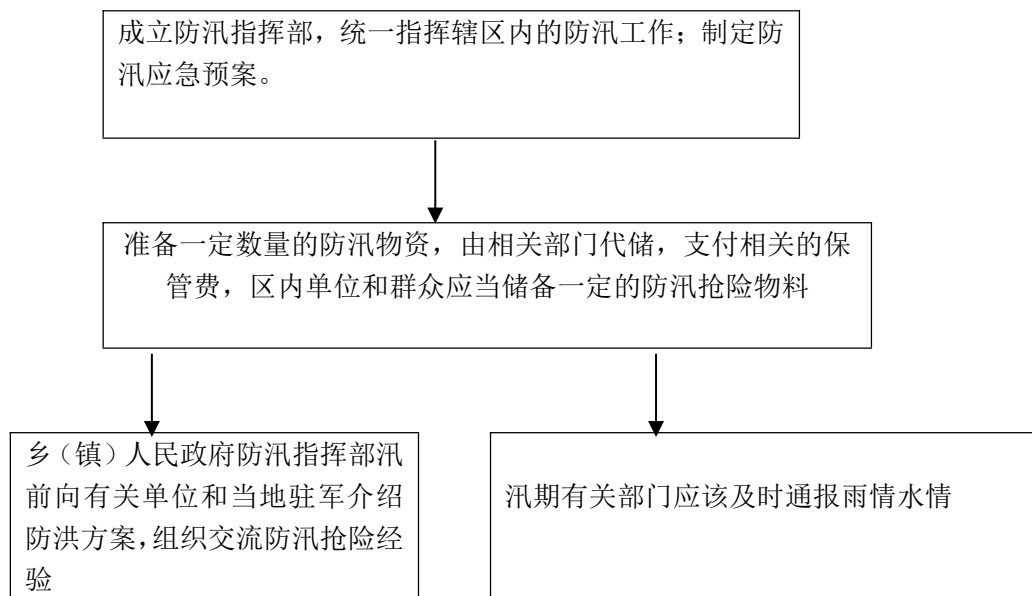 成立防汛指挥部，统一指挥辖区内的防汛工作；制定防
汛应急预案。
准备一定数量的防汛物资，由相关部门代储，支付相关的保
管费，区内单位和群众应当储备一定的防汛抢险物料
乡（镇）人民政府防汛指挥部汛
前向有关单位和当地驻军介绍
防洪方案，组织交流防汛抢险经
验
汛期有关部门应该及时通报雨情水情